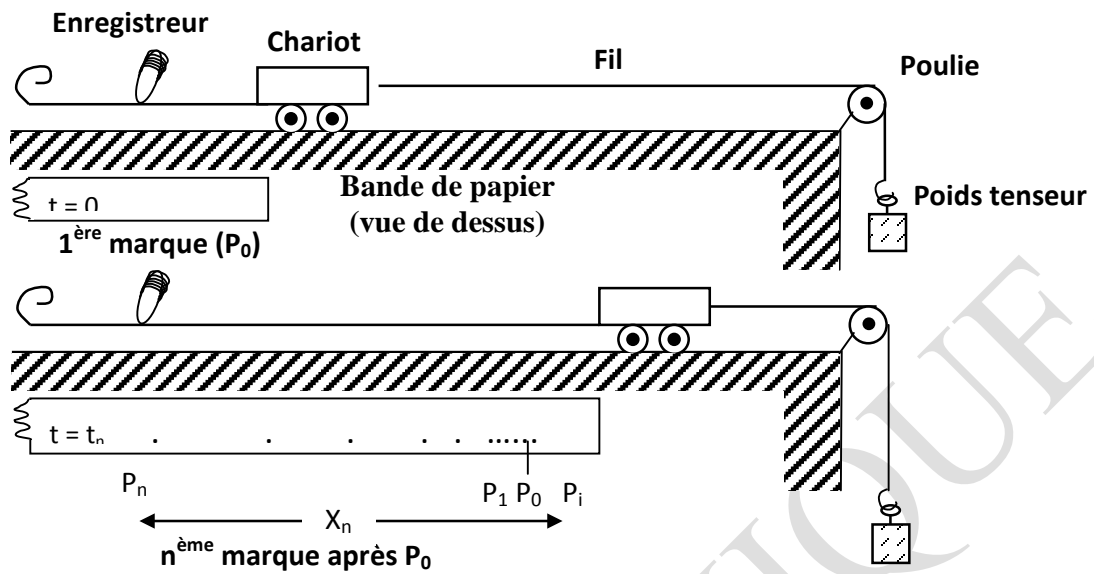 Enregistreur
Chariot
Fil
Poulie
t = 0
Bande de papier
(vue de dessus)
Poids tenseur
1ère marque (P₀)
t = tₙ
Pₙ
P₁ P₀ Pᵢ
Xₙ
nème marque après P₀
QUE